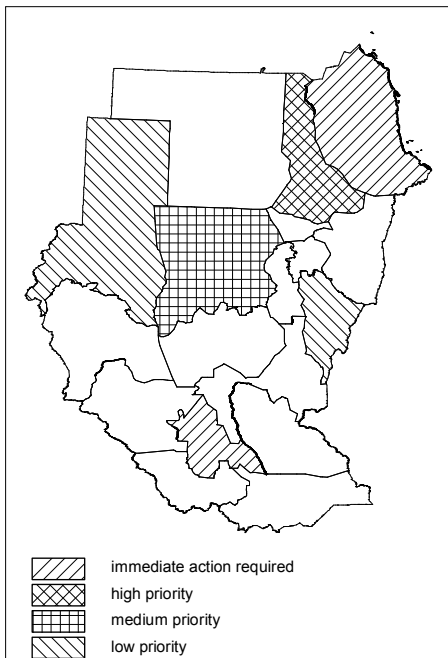 immediate action required
high priority
medium priority
low priority